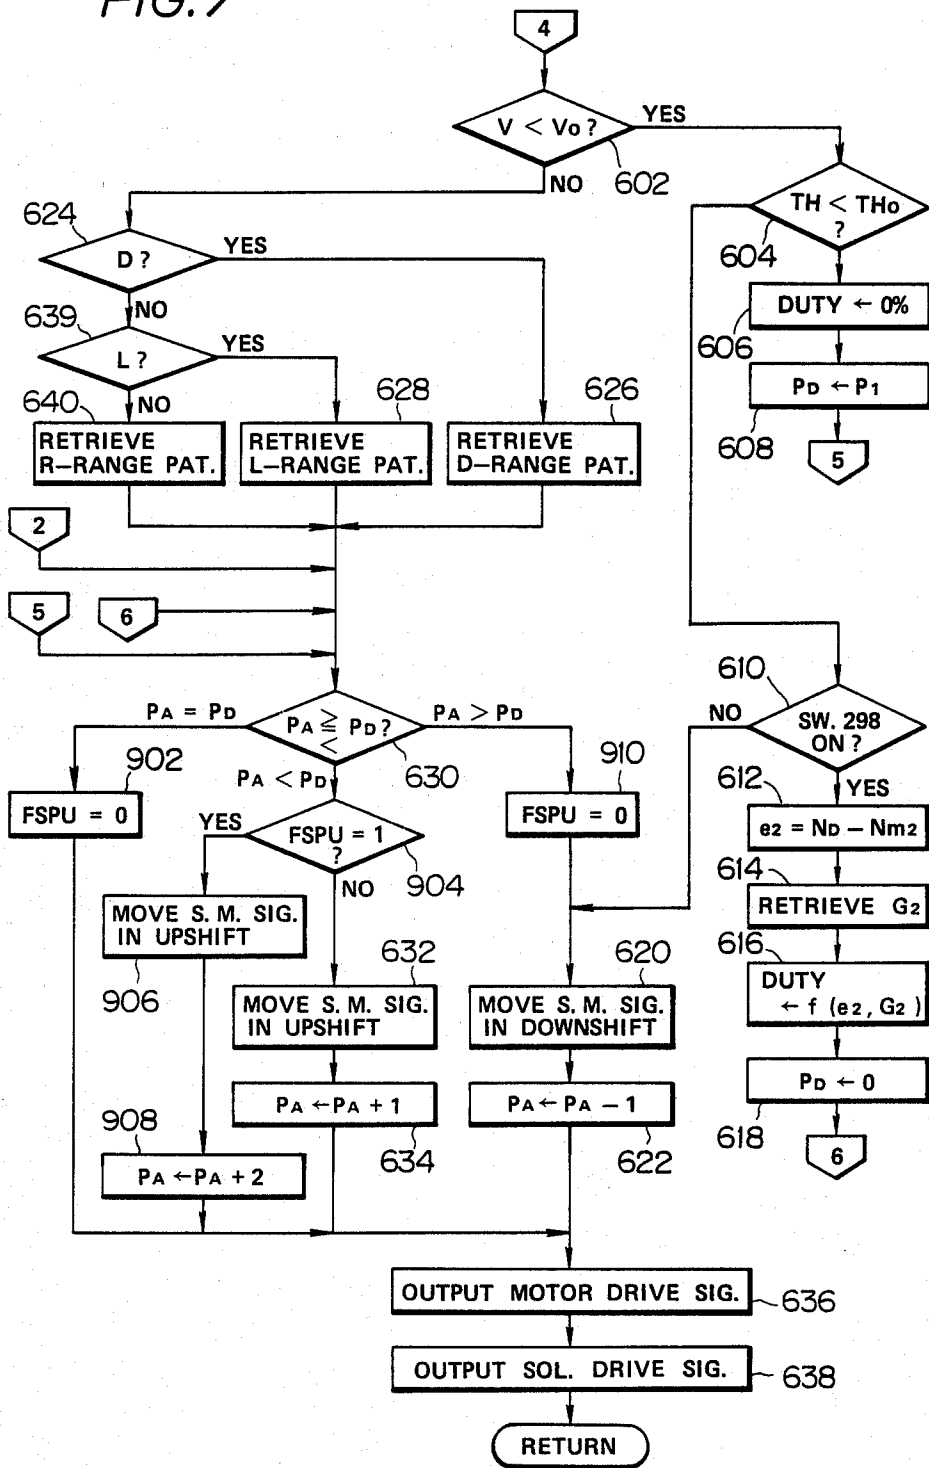 FIG. 9
4
V < Vo ?
YES
NO
602
TH < THo
?
604
624
D ?
YES
NO
DUTY ← 0%
606
639
L ?
YES
NO
PD ← P1
608
5
640
628
626
RETRIEVE
R-RANGE PAT.
RETRIEVE
L-RANGE PAT.
RETRIEVE
D-RANGE PAT.
2
5
6
PA = PD
PA ≧ PD ?
<
PA > PD
630
PA < PD
610
NO
SW. 298
ON ?
YES
902
FSPU = 0
910
FSPU = 0
YES
FSPU = 1
?
904
NO
612
e2 = ND − Nm2
614
RETRIEVE G2
MOVE S. M. SIG.
IN UPSHIFT
906
616
DUTY
← f (e2, G2)
632
MOVE S. M. SIG.
IN UPSHIFT
620
MOVE S. M. SIG.
IN DOWNSHIFT
PD ← 0
618
6
PA ← PA + 1
634
PA ← PA − 1
622
908
PA ← PA + 2
OUTPUT MOTOR DRIVE SIG.
636
OUTPUT SOL. DRIVE SIG.
638
RETURN